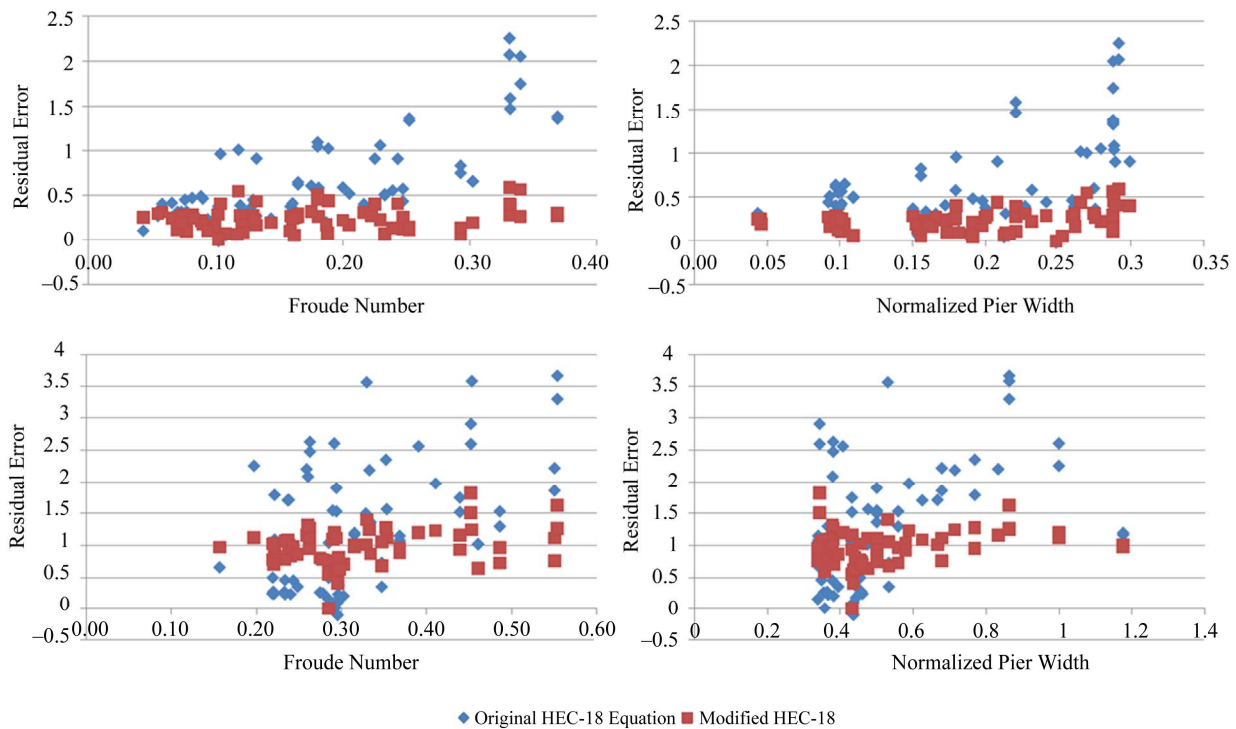 2.5
2
1.5
1
0.5
0
–0.5
Residual Error
0.00 0.10 0.20 0.30 0.40
Froude Number
2.5
2
1.5
1
0.5
0
–0.5
Residual Error
0.00 0.05 0.1 0.15 0.2 0.25 0.3 0.35
Normalized Pier Width
4
3.5
3
2.5
2
1.5
1
0.5
0
–0.5
Residual Error
0.00 0.10 0.20 0.30 0.40 0.50 0.60
Froude Number
4
3.5
3
2.5
2
1.5
1
0.5
0
–0.5
Residual Error
0 0.2 0.4 0.6 0.8 1 1.2 1.4
Normalized Pier Width
Original HEC-18 Equation Modified HEC-18